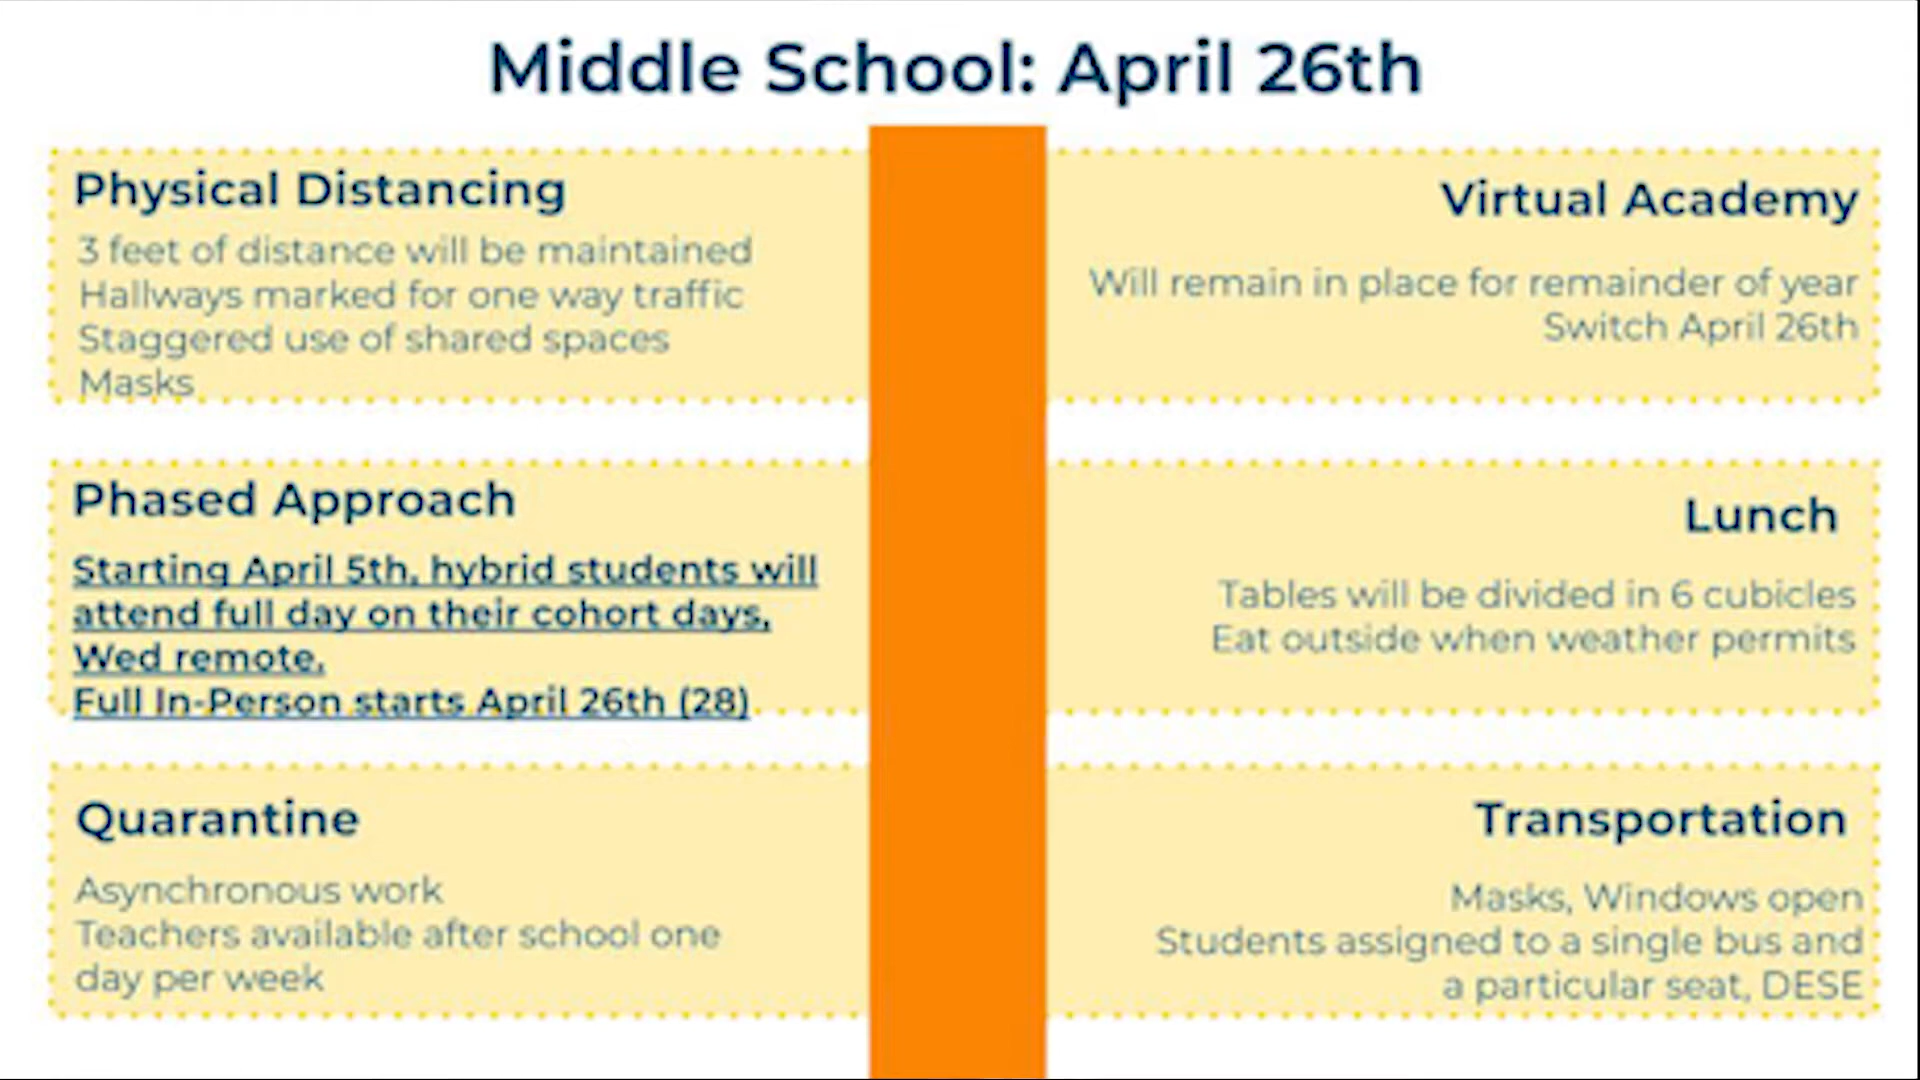 Middle School: April 26th
Physical Distancing
3 feet of distance will be maintained
Hallways marked for one way traffic
Staggered use of shared spaces
Masks
Virtual Academy
Will remain in place for remainder of year
Switch April 26th
Phased Approach
Starting April 5th, hybrid students will
attend full day on their cohort days,
Wed remote.
Full In-Person starts April 26th (28)
Lunch
Tables will be divided in 6 cubicles
Eat outside when weather permits
Quarantine
Asynchronous work
Teachers available after school one
day per week
Transportation
Masks, Windows open
Students assigned to a single bus and
a particular seat, DESE